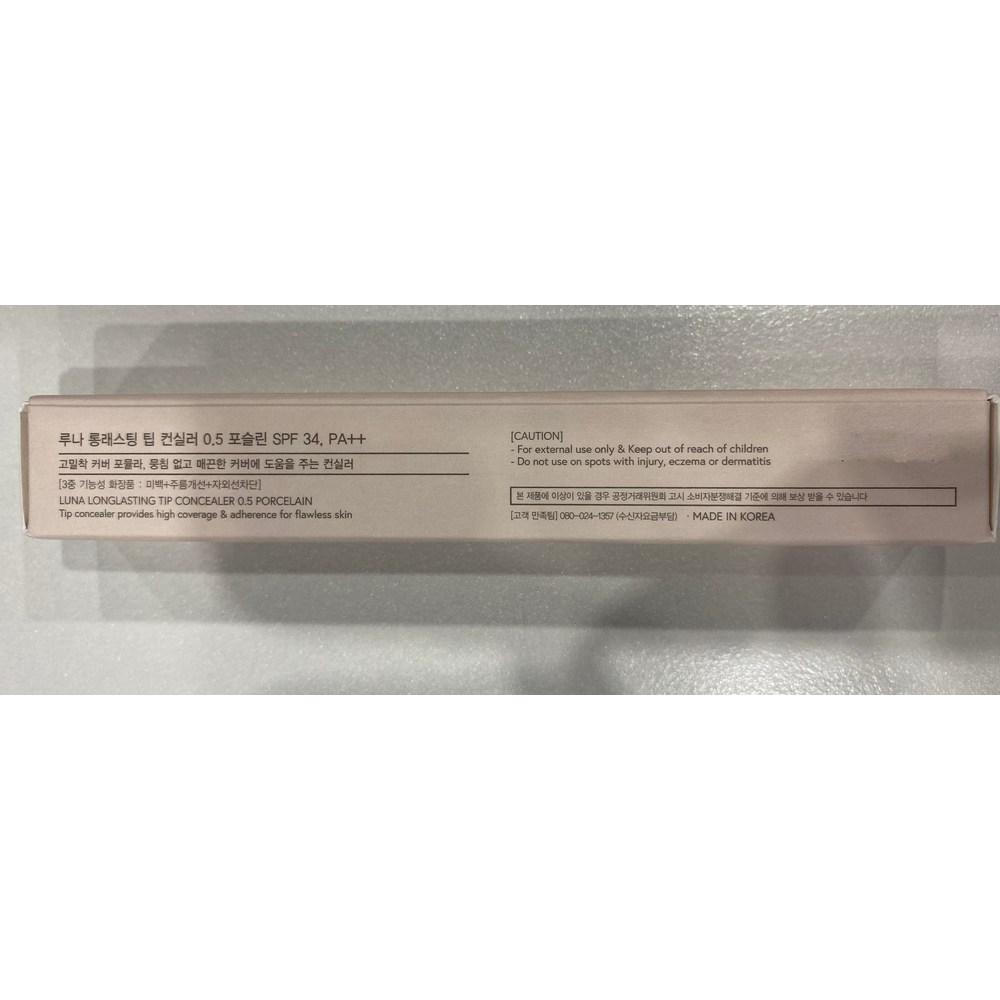 루나 롱래스팅 팁 컨실러 0.5 포슬린 SPF 34, PA++
고밀착 커버 포뮬라, 뭉침 없고 매끈한 커버에 도움을 주는 컨실러
[3중 기능성 화장품 : 미백+주름개선+자외선차단]
LUNA LONGLASTING TIP CONCEALER 0.5 PORCELAIN
Tip concealer provides high coverage & adherence for flawless skin
[CAUTION]
- For external use only & Keep out of reach of children
- Do not use on spots with injury, eczema or dermatitis
본 제품에 이상이 있을 경우 공정거래위원회 고시 소비자분쟁해결 기준에 의해 보상 받을 수 있습니다
[고객 만족팀] 080-024-1357 (수신자요금부담) · MADE IN KOREA